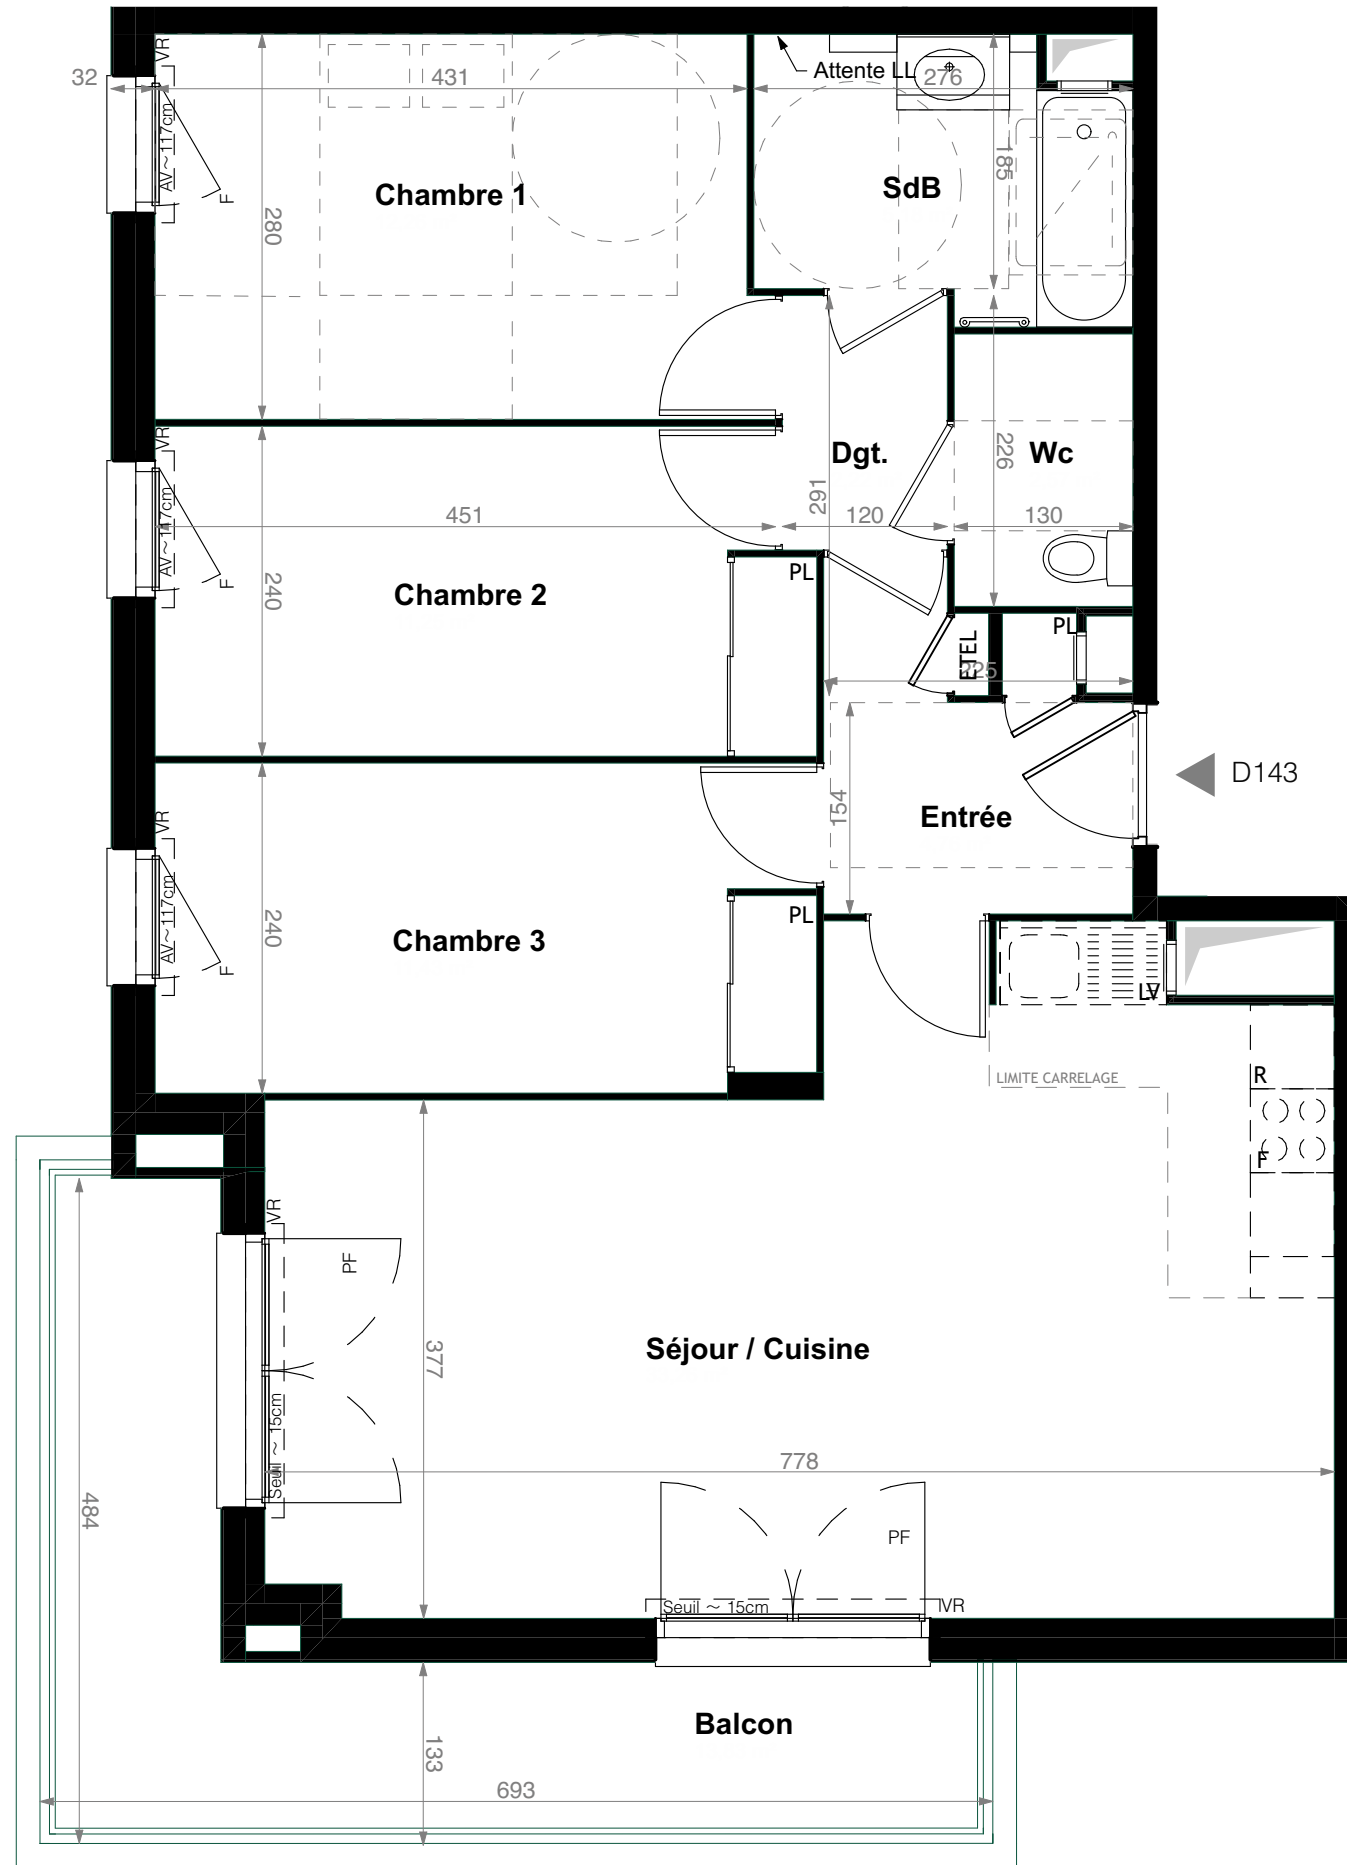 VR
32
431
Attente LL
276
AV~117cm
F
Chambre 1
280
SdB
185
VR
AV~117cm
F
451
Dgt.
291
120
226
Wc
130
240
Chambre 2
PL
ETEL
PL
225
VR
AV~117cm
F
154
Entrée
D143
240
Chambre 3
PL
LV
LIMITE CARRELAGE
R
F
VR
PF
377
Séjour / Cuisine
Seuil ~ 15cm
778
484
PF
Seuil ~ 15cm
VR
Balcon
133
693